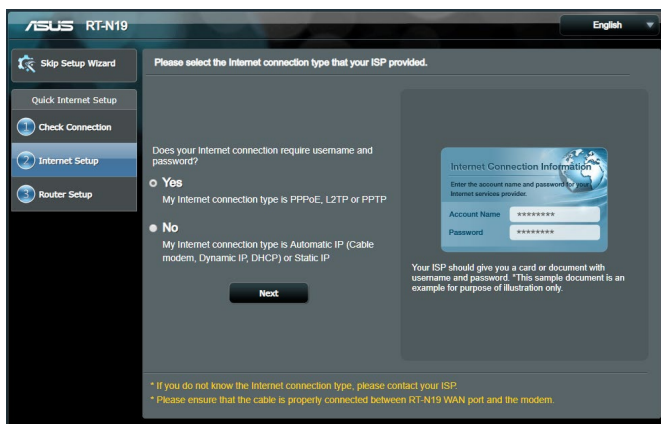 ASUS RT-N19
English
Skip Setup Wizard
Please select the Internet connection type that your ISP provided.
Quick Internet Setup
1 Check Connection
2 Internet Setup
3 Router Setup
Does your Internet connection require username and
password?
Yes
My Internet connection type is PPPoE, L2TP or PPTP
No
My Internet connection type is Automatic IP (Cable
modem, Dynamic IP, DHCP) or Static IP
Next
Internet Connection Information
Enter the account name and password for your
Internet services provider.
Account Name ********
Password ********
Your ISP should give you a card or document with
username and password. *This sample document is an
example for purpose of illustration only.
* If you do not know the Internet connection type, please contact your ISP.
* Please ensure that the cable is properly connected between RT-N19 WAN port and the modem.